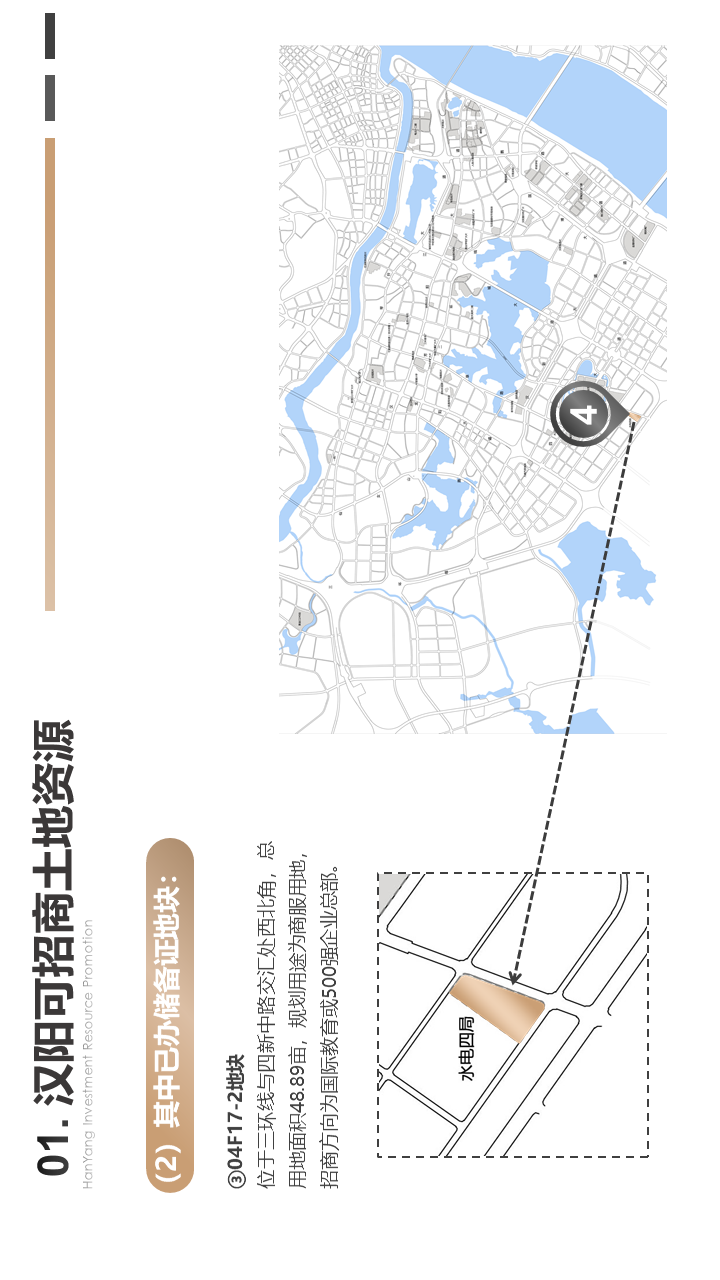 01. 汉阳可招商土地资源
HanYang Investment Resource Promotion
（2）其中已办储备证地块：
③04F17-2地块
位于三环线与四新中路交汇处西北角，总
用地面积48.89亩，规划用途为商服用地，
招商方向为国际教育或500强企业总部。
水电四局
4